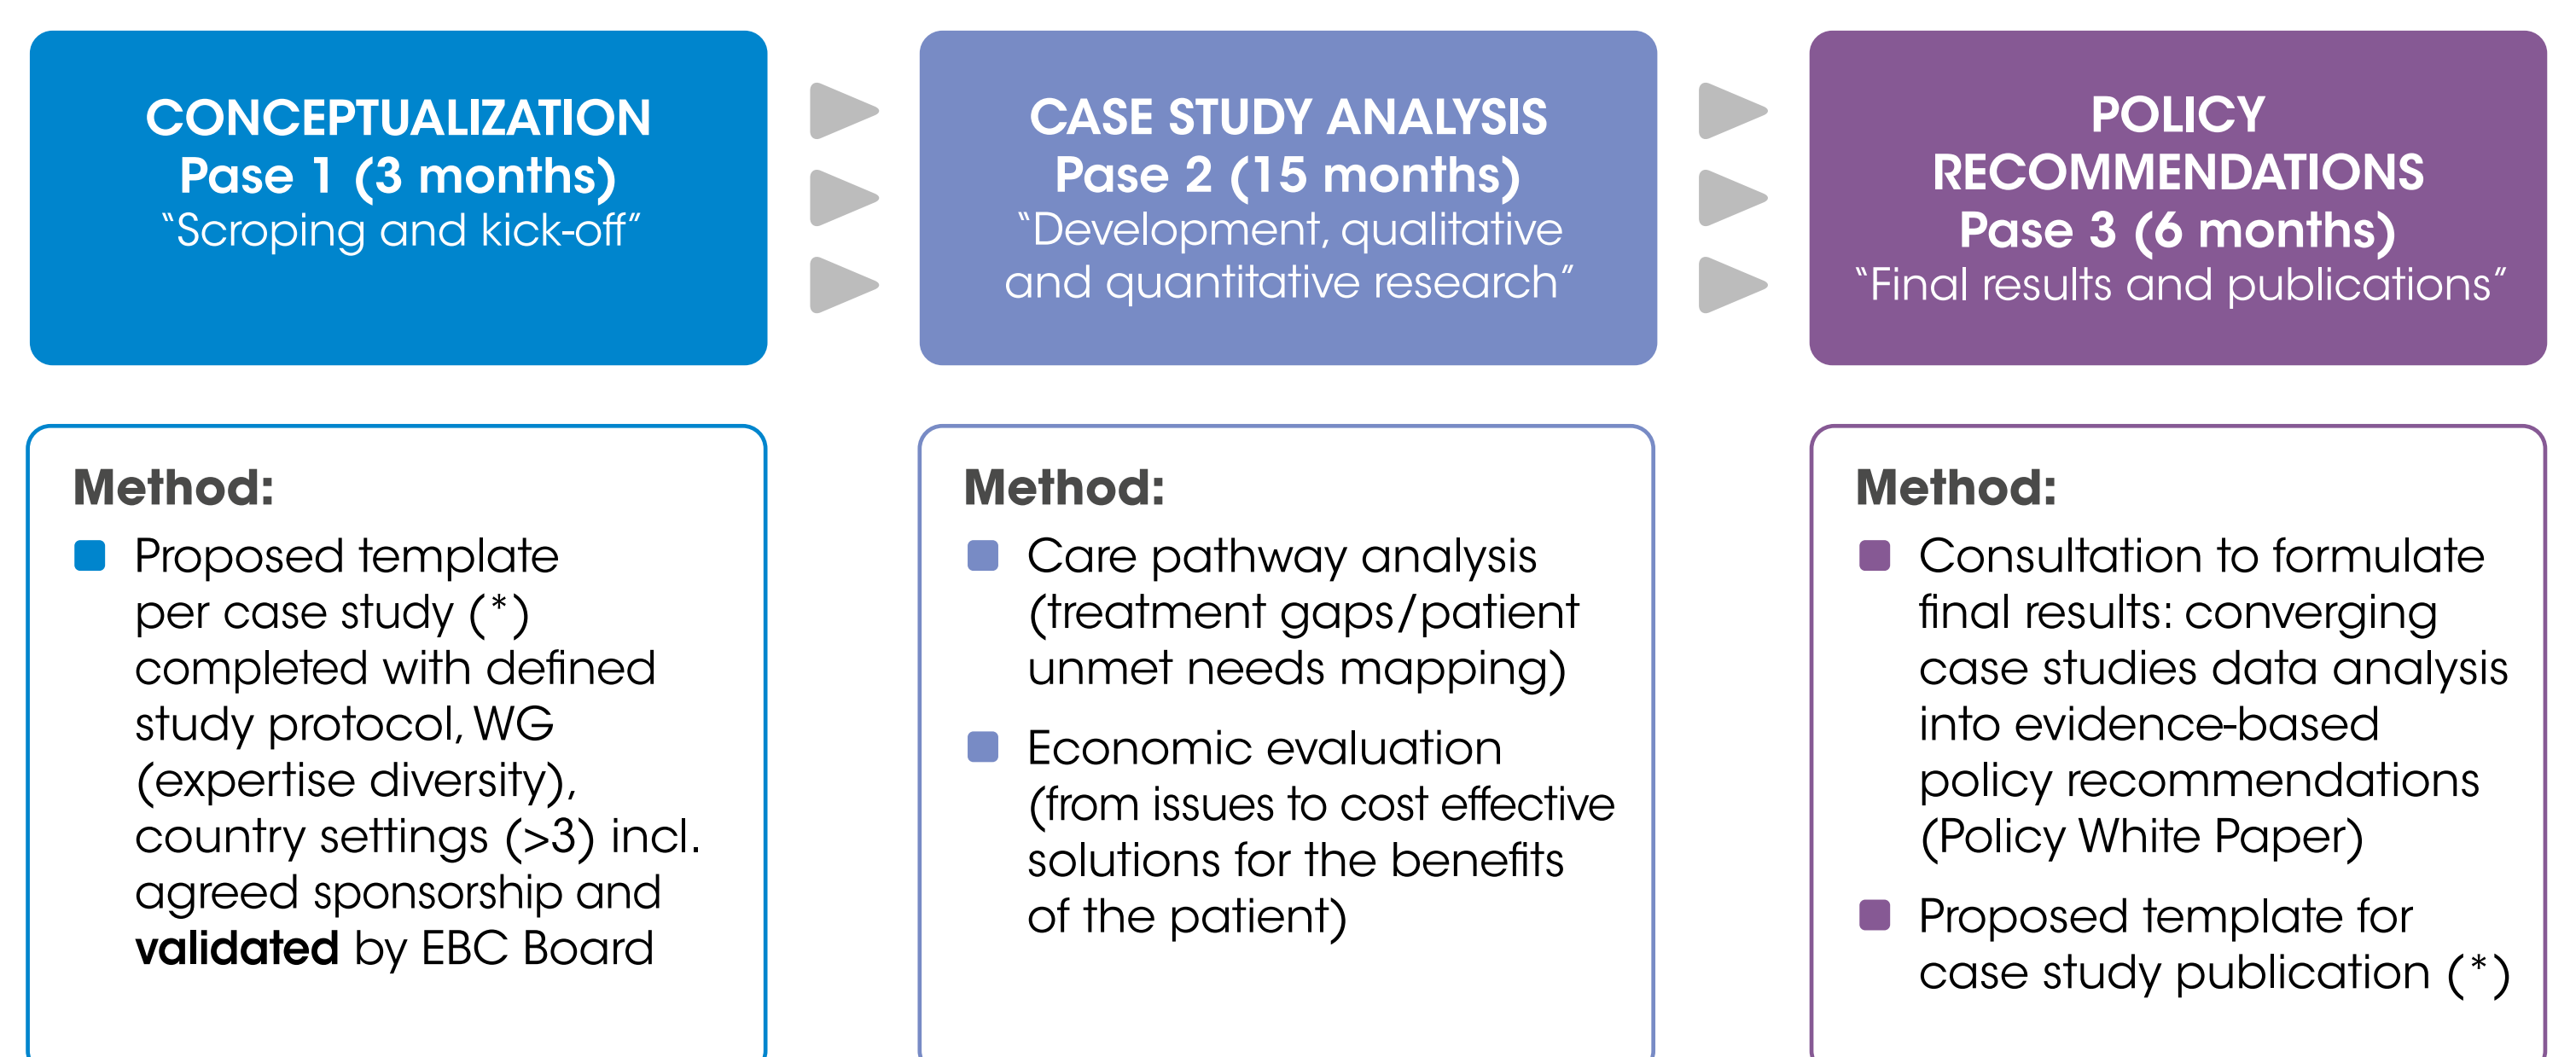 CONCEPTUALIZATION
Pase 1 (3 months)
“Scroping and kick-off”
CASE STUDY ANALYSIS
Pase 2 (15 months)
“Development, qualitative
and quantitative research”
POLICY
RECOMMENDATIONS
Pase 3 (6 months)
“Final results and publications”
Method:
Proposed template
per case study (*)
completed with defined
study protocol, WG
(expertise diversity),
country settings (>3) incl.
agreed sponsorship and
validated by EBC Board
Method:
Care pathway analysis
(treatment gaps/patient
unmet needs mapping)
Economic evaluation
(from issues to cost effective
solutions for the benefits
of the patient)
Method:
Consultation to formulate
final results: converging
case studies data analysis
into evidence-based
policy recommendations
(Policy White Paper)
Proposed template for
case study publication (*)